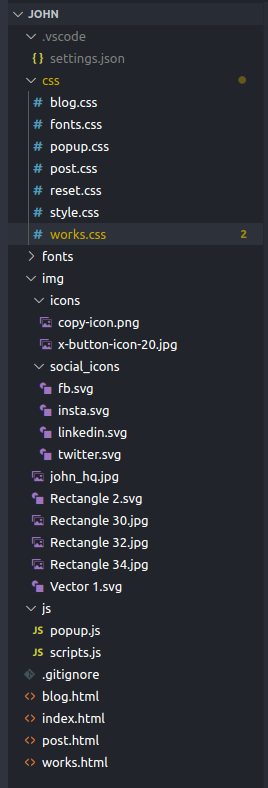 JOHN
.vscode
{} settings.json
css
# blog.css
# fonts.css
# popup.css
# post.css
# reset.css
# style.css
# works.css 2
fonts
img
icons
copy-icon.png
x-button-icon-20.jpg
social_icons
fb.svg
insta.svg
linkedin.svg
twitter.svg
john_hq.jpg
Rectangle 2.svg
Rectangle 30.jpg
Rectangle 32.jpg
Rectangle 34.jpg
Vector 1.svg
js
JS popup.js
JS scripts.js
.gitignore
<> blog.html
<> index.html
<> post.html
<> works.html